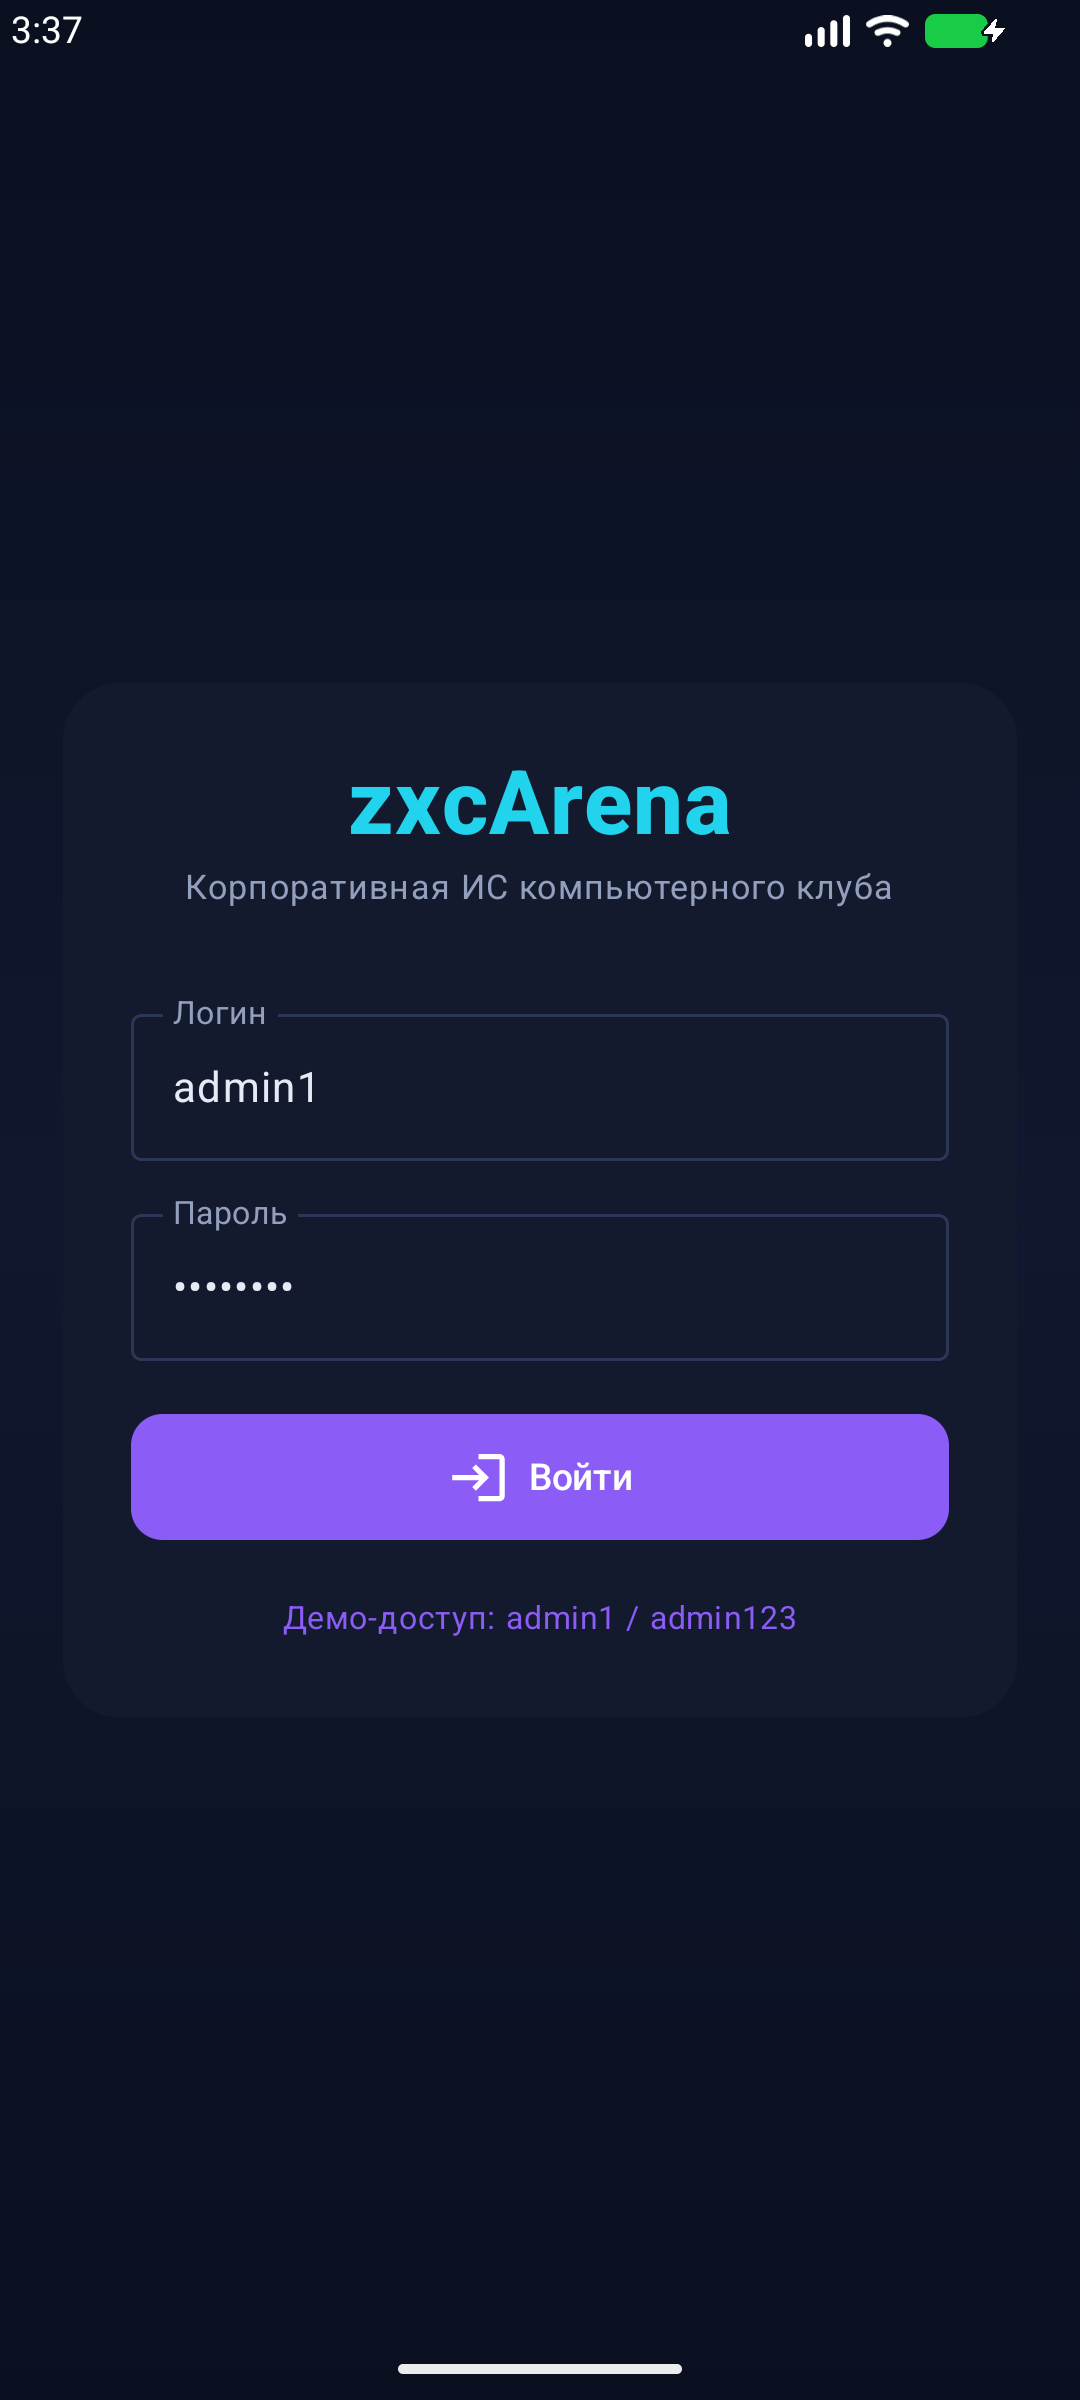 3:37
zxcArena
Корпоративная ИС компьютерного клуба
Логин
admin1
Пароль
••••••••
Войти
Демо-доступ: admin1 / admin123